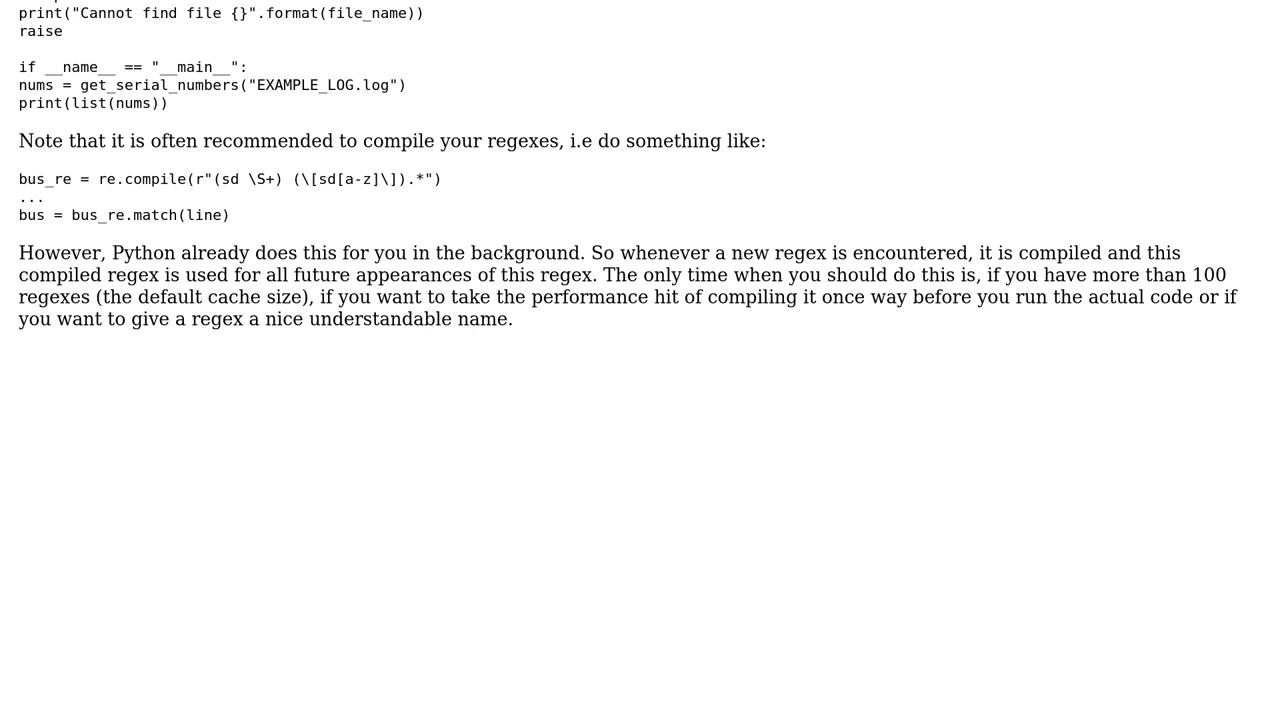 print("Cannot find file {}".format(file_name))
raise
if __name__ == "__main__":
nums = get_serial_numbers("EXAMPLE_LOG.log")
print(list(nums))
Note that it is often recommended to compile your regexes, i.e do something like:
bus_re = re.compile(r"(sd \S+) (\[sd[a-z]\]).*")
...
bus = bus_re.match(line)
However, Python already does this for you in the background. So whenever a new regex is encountered, it is compiled and this
compiled regex is used for all future appearances of this regex. The only time when you should do this is, if you have more than 100
regexes (the default cache size), if you want to take the performance hit of compiling it once way before you run the actual code or if
you want to give a regex a nice understandable name.